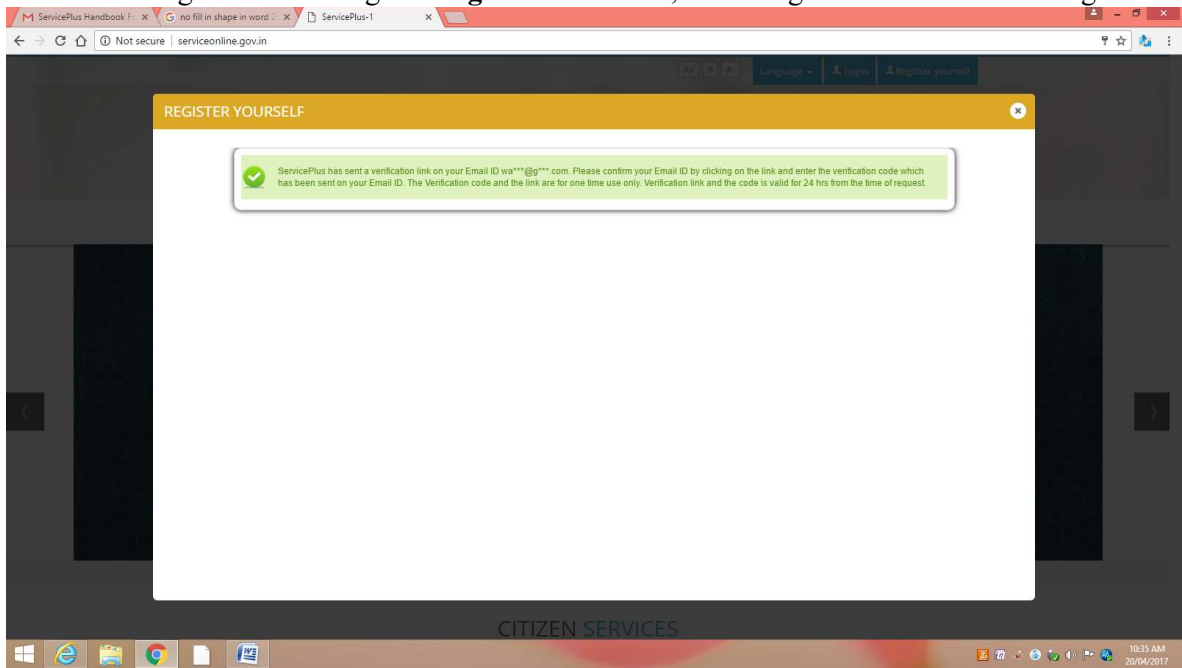 M ServicePlus Handbook F
G no fill in shape in word 2
ServicePlus-1
Not secure | serviceonline.gov.in
A+ A A-
Language
Login
Register yourself
REGISTER YOURSELF
ServicePlus has sent a verification link on your Email ID wa***@g***.com. Please confirm your Email ID by clicking on the link and enter the verification code which
has been sent on your Email ID. The Verification code and the link are for one time use only. Verification link and the code is valid for 24 hrs from the time of request.
CITIZEN SERVICES
10:35 AM
20/04/2017